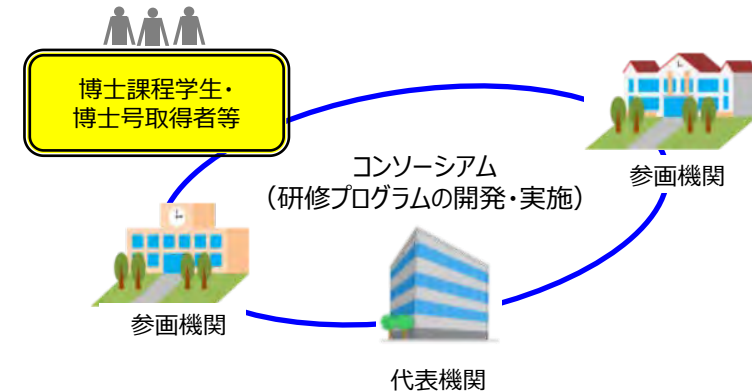 博士課程学生・
博士号取得者等
コンソーシアム
（研修プログラムの開発・実施）
参画機関
参画機関
代表機関